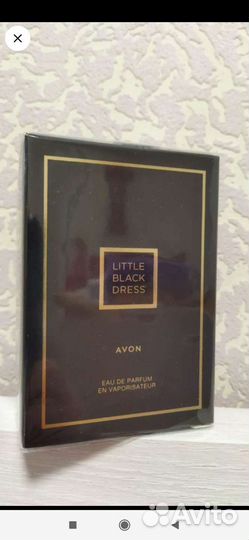 LITTLE
BLACK
DRESS
AVON
EAU DE PARFUM
EN VAPORISATEUR
Avito